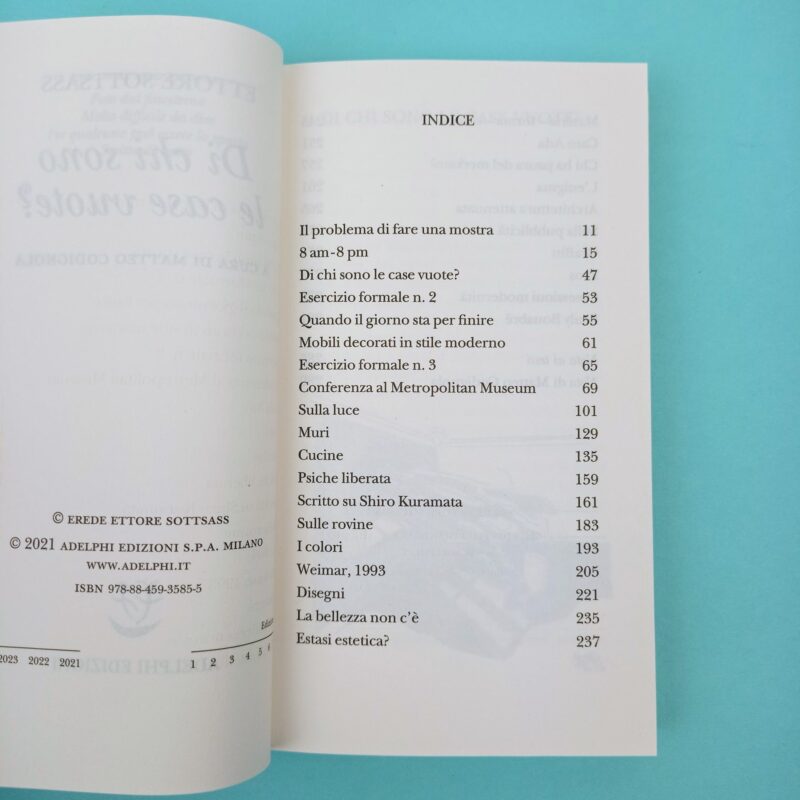 © EREDE ETTORE SOTTSASS
© 2021 ADELPHI EDIZIONI S.P.A. MILANO
WWW.ADELPHI.IT
ISBN 978-88-459-3585-5
2023 2022 2021
1 2 3 4 5 6
INDICE
Il problema di fare una mostra 11
8 am - 8 pm 15
Di chi sono le case vuote? 47
Esercizio formale n. 2 53
Quando il giorno sta per finire 55
Mobili decorati in stile moderno 61
Esercizio formale n. 3 65
Conferenza al Metropolitan Museum 69
Sulla luce 101
Muri 129
Cucine 135
Psiche liberata 159
Scritto su Shiro Kuramata 161
Sulle rovine 183
I colori 193
Weimar, 1993 205
Disegni 221
La bellezza non c'è 235
Estasi estetica? 237